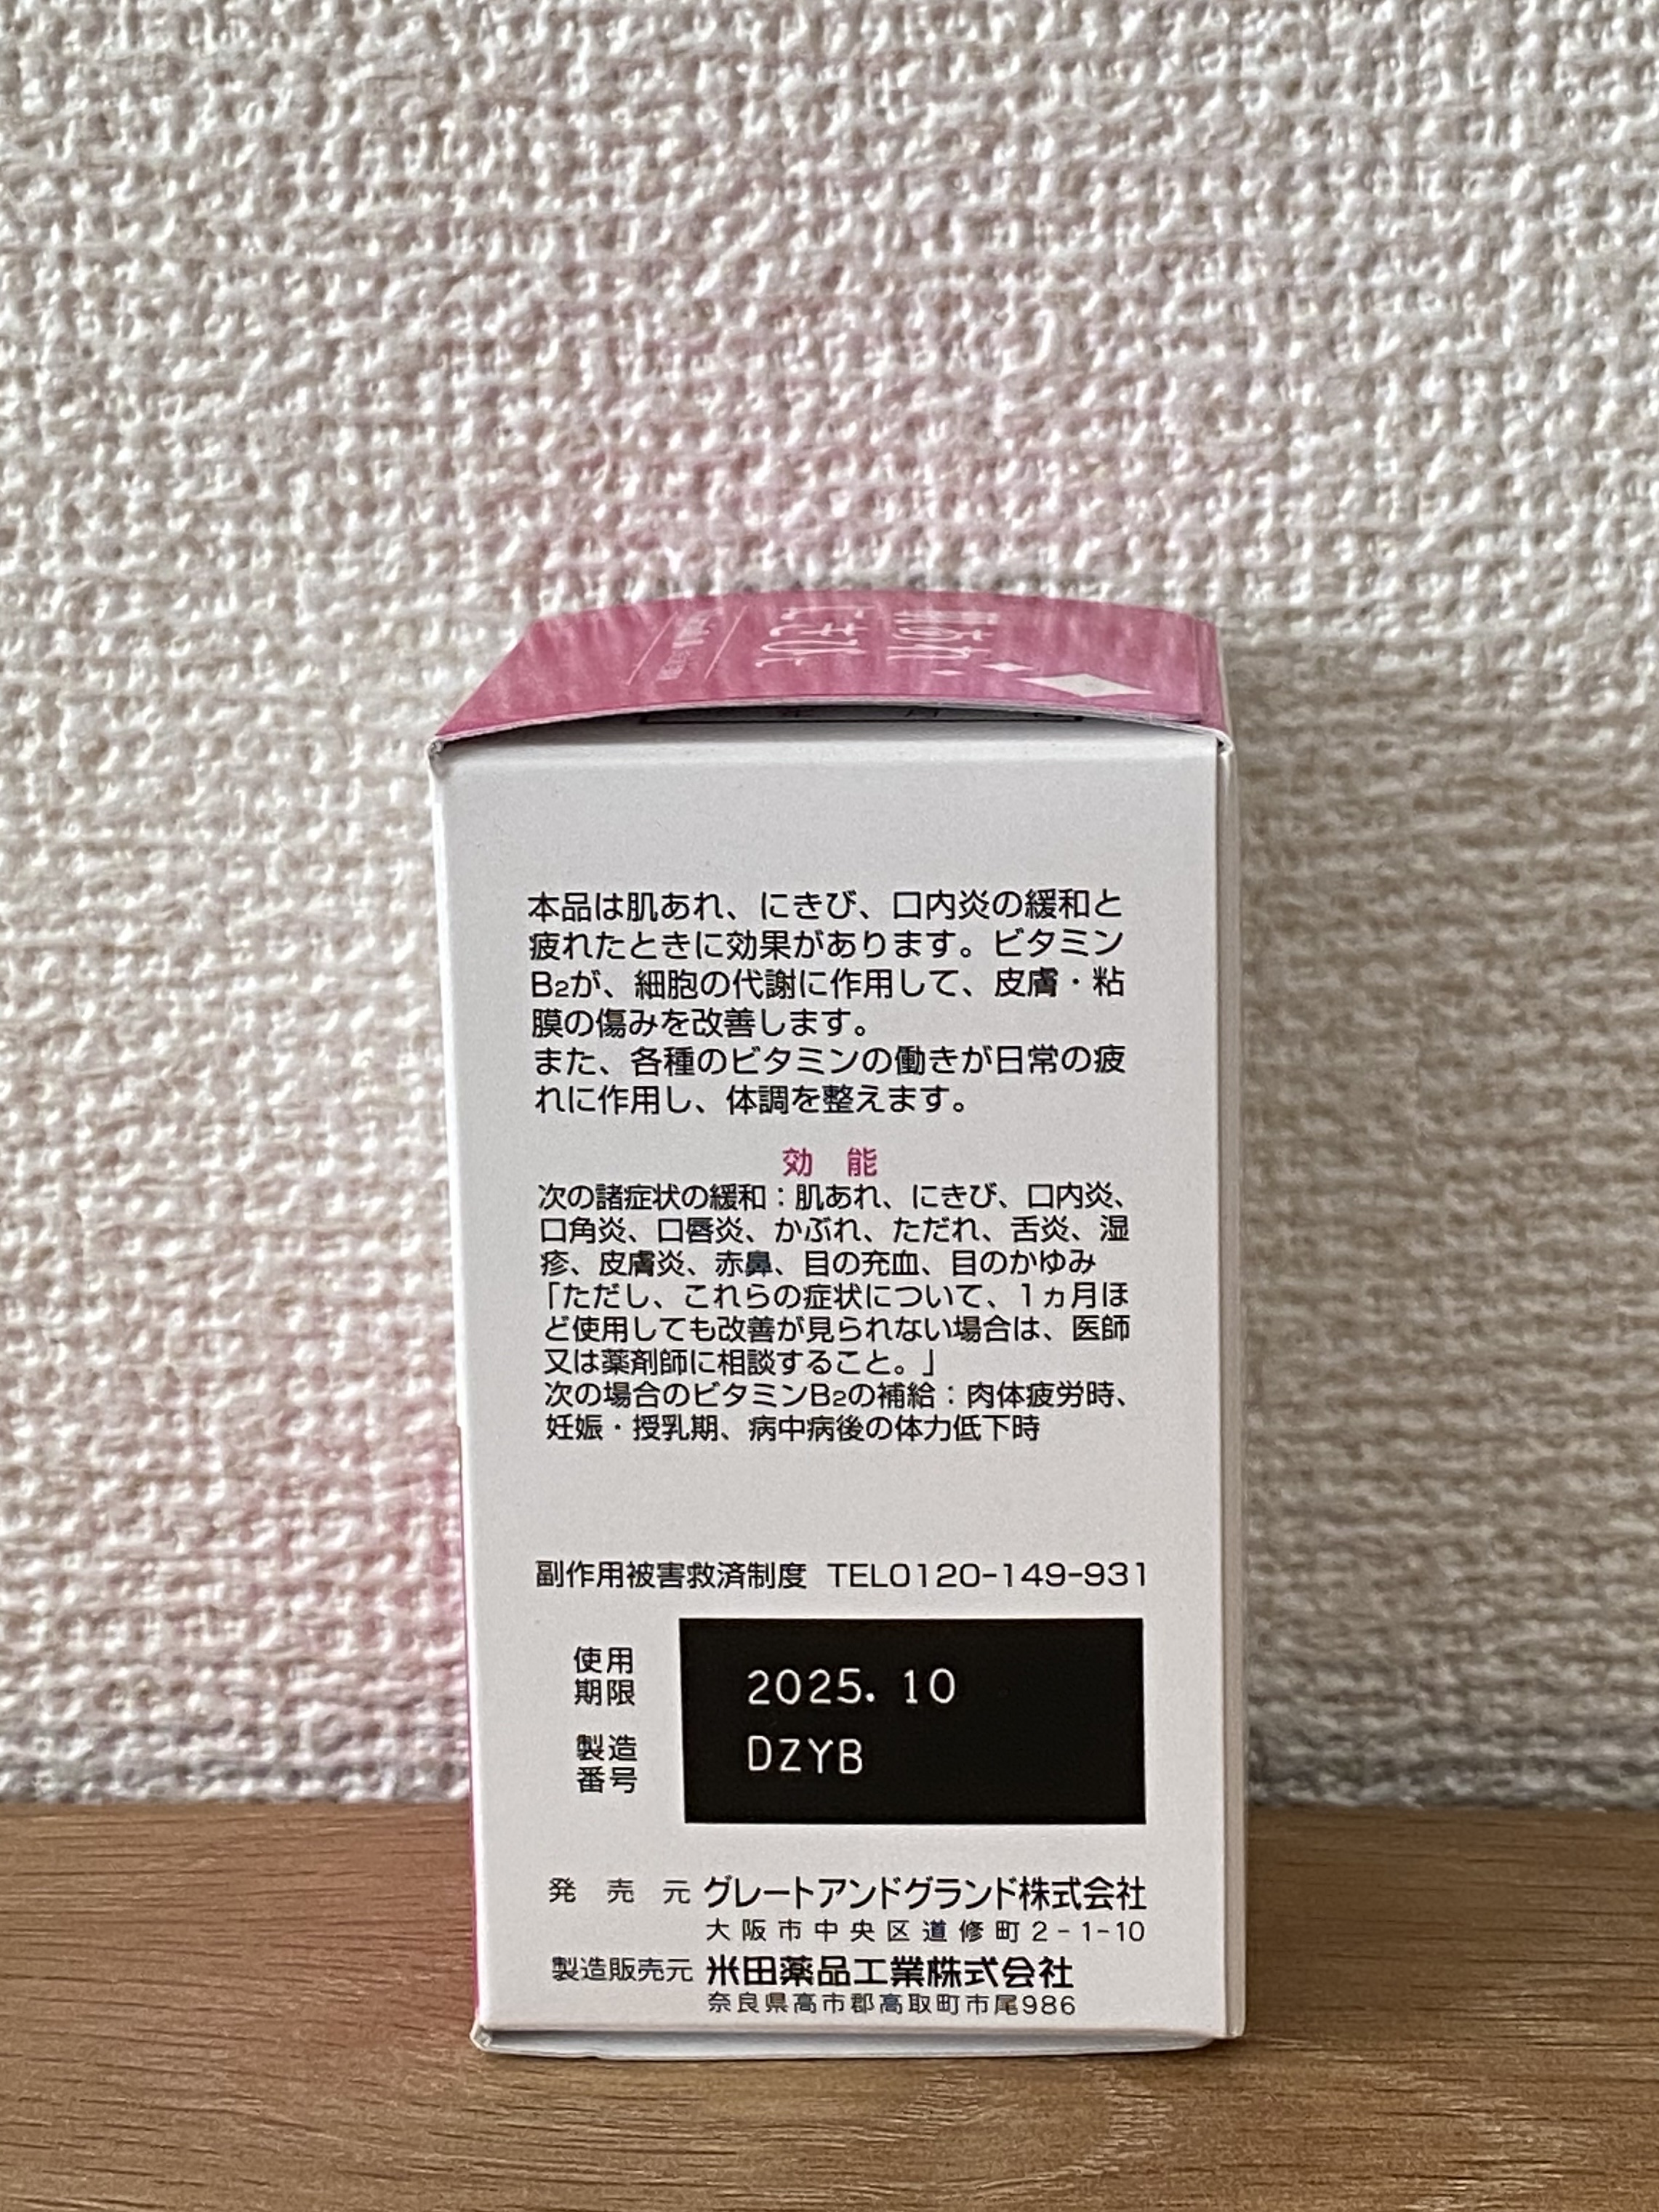 本品は肌あれ、にきび、口内炎の緩和と
疲れたときに効果があります。ビタミン
B₂が、細胞の代謝に作用して、皮膚・粘
膜の傷みを改善します。
また、各種のビタミンの働きが日常の疲
れに作用し、体調を整えます。
効 能
次の諸症状の緩和：肌あれ、にきび、口内炎、
口角炎、口唇炎、かぶれ、ただれ、舌炎、湿
疹、皮膚炎、赤鼻、目の充血、目のかゆみ
「ただし、これらの症状について、1ヵ月ほ
ど使用しても改善が見られない場合は、医師
又は薬剤師に相談すること。」
次の場合のビタミンB₂の補給：肉体疲労時、
妊娠・授乳期、病中病後の体力低下時
副作用被害救済制度 TEL0120-149-931
使用
期限
2025. 10
製造
番号
DZYB
発 売 元 グレートアンドグランド株式会社
大阪市中央区道修町2-1-10
製造販売元 米田薬品工業株式会社
奈良県高市郡高取町市尾986